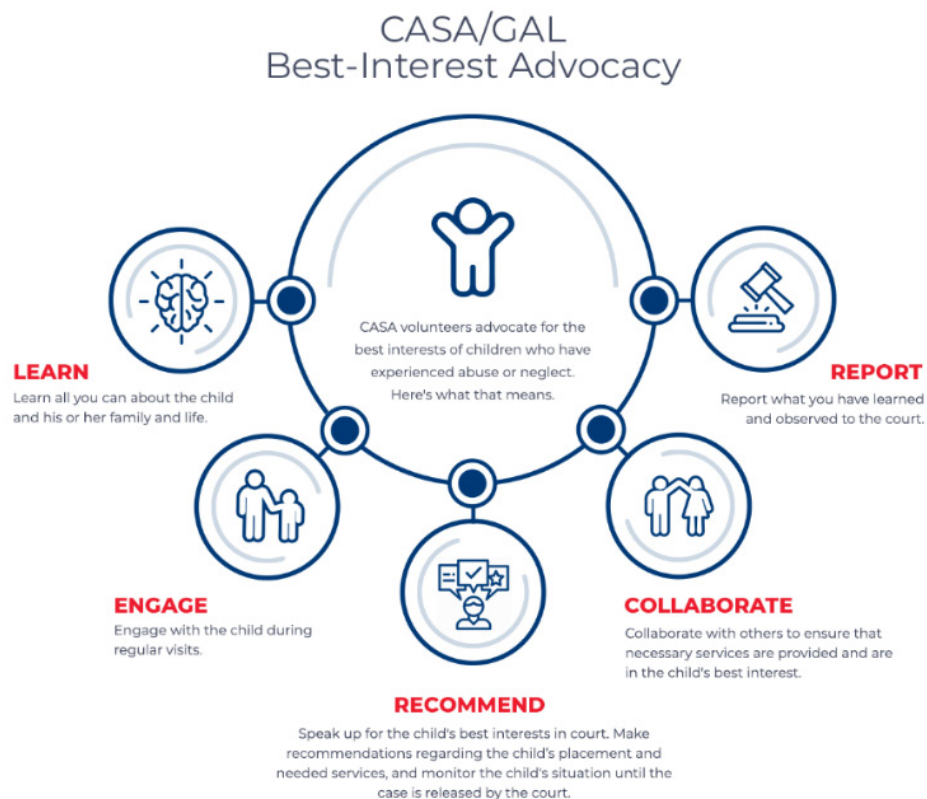 CASA/GAL
Best-Interest Advocacy
CASA volunteers advocate for the
best interests of children who have
experienced abuse or neglect.
Here's what that means.
LEARN
Learn all you can about the child
and his or her family and life.
ENGAGE
Engage with the child during
regular visits.
RECOMMEND
Speak up for the child's best interests in court. Make
recommendations regarding the child's placement and
needed services, and monitor the child's situation until the
case is released by the court.
COLLABORATE
Collaborate with others to ensure that
necessary services are provided and are
in the child's best interest.
REPORT
Report what you have learned
and observed to the court.